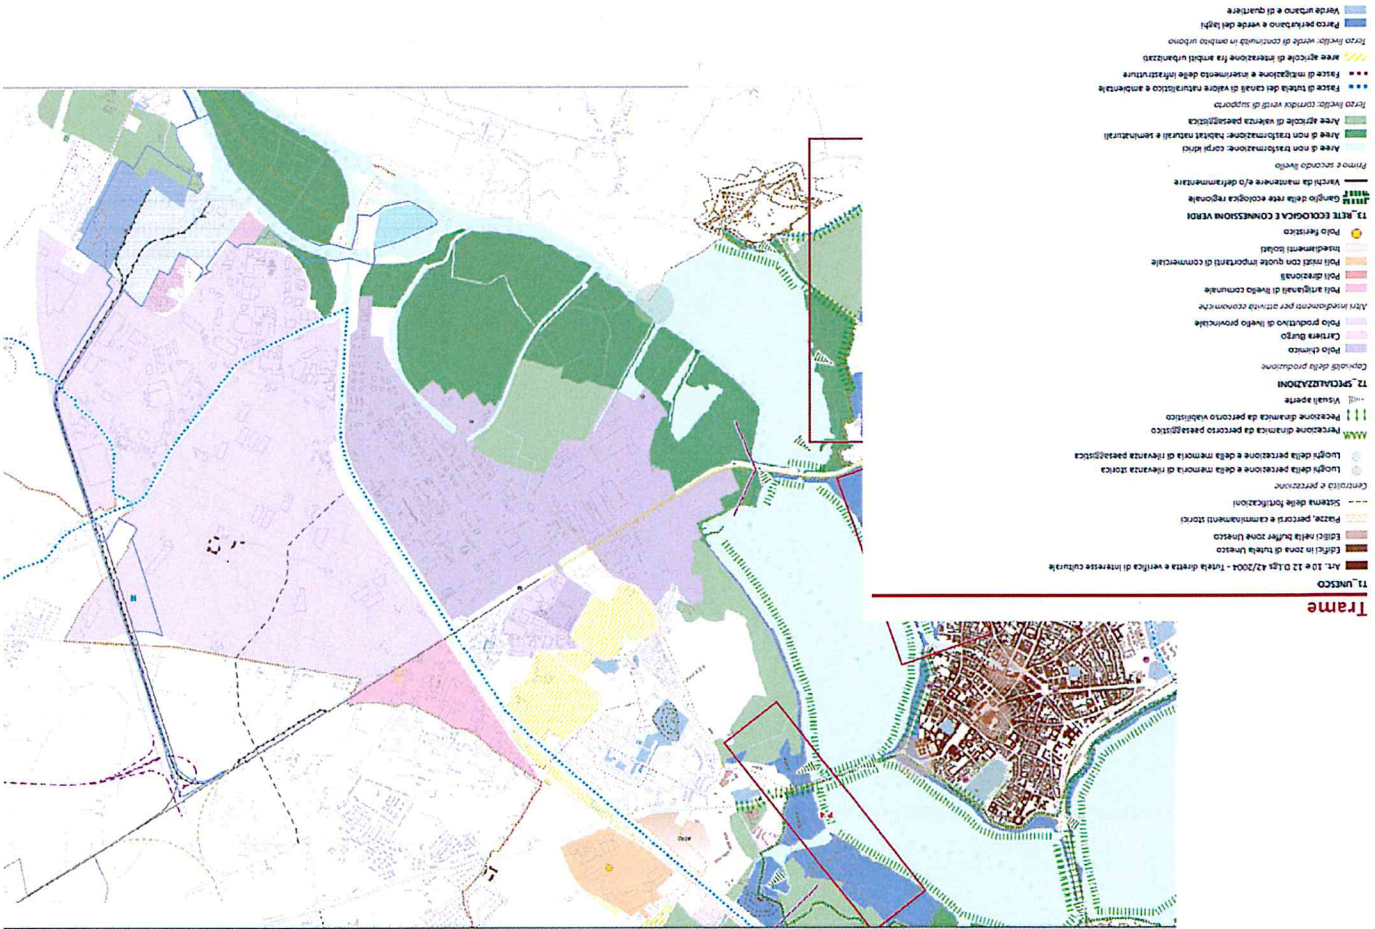 Trame
T1_UNESCO
Art. 10 e 12 D.Lgs 42/2004 - Tutela diretta e verifica di interesse culturale
Edifici in zona di tutela Unesco
Edifici nella buffer zone Unesco
Piazze, percorsi e camminamenti storici
Sistema delle fortificazioni
Centralità e percezione
Luoghi della percezione e della memoria di rilevanza storica
Luoghi della percezione e della memoria di rilevanza paesaggistica
Percezione dinamica da percorso paesaggistico
Pecezione dinamica da percorso viabilistico
Visuali aperte
T2_SPECIALIZZAZIONI
Capisaldi della produzione
Polo chimico
Cartiera Burgo
Polo produttivo di livello provinciale
Altri insediamenti per attività economiche
Poli artigianali di livello comunale
Poli direzionali
Poli misti con quote importanti di commerciale
Insediamenti isolati
Polo fieristico
T3_RETE ECOLOGICA E CONNESSIONI VERDI
Ganglio della rete ecologica regionale
Varchi da mantenere e/o deframmentare
Primo e secondo livello
Aree di non trasformazione: corpi idrici
Aree di non trasformazione: habitat naturali e seminaturali
Aree agricole di valenza paesaggistica
Terzo livello: corridoi verdi di supporto
Fasce di tutela dei canali di valore naturalistico e ambientale
Fasce di mitigazione e inserimento delle infrastrutture
aree agricole di interazione fra ambiti urbanizzati
Terzo livello: verde di continuità in ambito urbano
Parco periurbano e verde dei laghi
Verde urbano e di quartiere